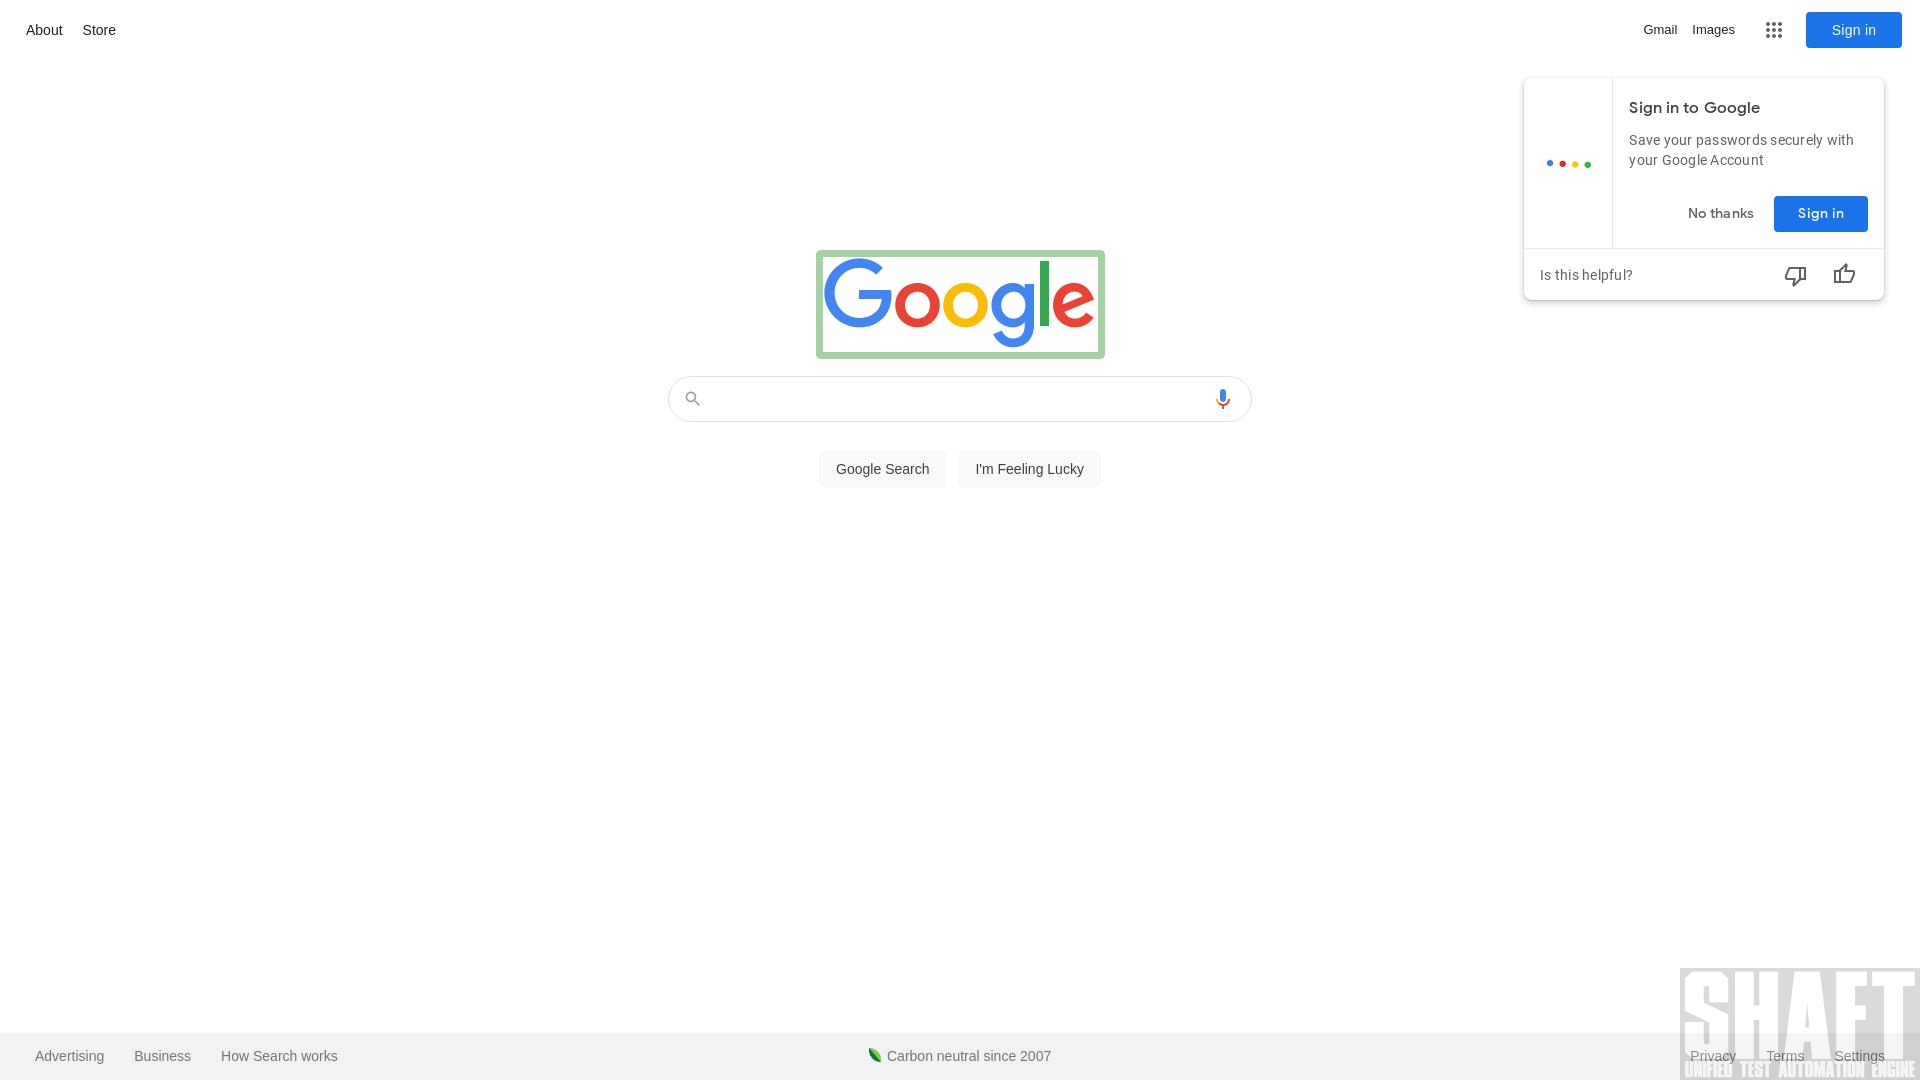 About Store
Gmail Images Sign in
Sign in to Google
Save your passwords securely with
your Google Account
No thanks Sign in
Is this helpful?
Google
Google Search I'm Feeling Lucky
Advertising Business How Search works
Carbon neutral since 2007
Privacy Terms Settings
SHAFT
UNIFIED TEST AUTOMATION ENGINE